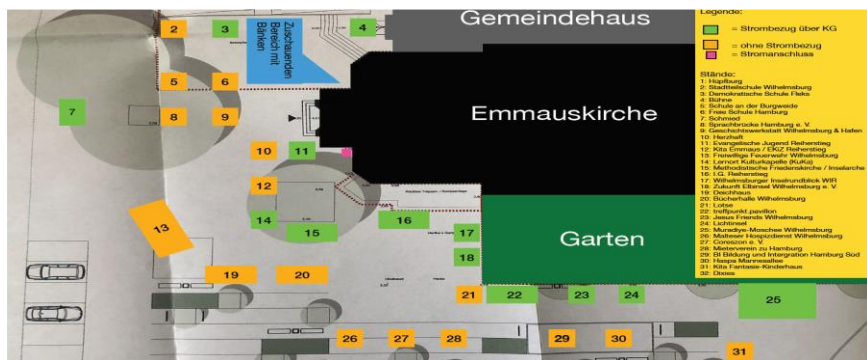 Gemeindehaus
Zuschauenden
Bereich mit
Bänken
Emmauskirche
Garten
2
3
4
5
6
7
8
9
10
11
12
13
14
15
16
17
18
19
20
21
22
23
24
25
26
27
28
29
30
31
Legende:
= Strombezug über KG
= ohne Strombezug
= Stromanschluss
Stände:
1: Hüpfburg
2: Stadtteilschule Wilhelmsburg
3: Demokratische Schule Fleks
4: Bühne
5: Schule an der Burgweide
6: Freie Schule Hamburg
7: Schmied
8: Sprachbrücke Hamburg e. V.
9: Geschichtswerkstatt Wilhelmsburg & Hafen
10: Herzhaft
11: Evangelische Jugend Reiherstieg
12: Kita Emmaus / EKiZ Reiherstieg
13: Freiwillige Feuerwehr Wilhelmsburg
14: Lernort Kulturkapelle (KuKa)
15: Methodistische Friedenskirche / Inselarche
16: I.G. Reiherstieg
17: Wilhelmsburger Inselrundblick WIR
18: Zukunft Elbinsel Wilhelmsburg e. V.
19: Deichhaus
20: Bücherhalle Wilhelmsburg
21: Lotse
22: treffpunkt.pavillon
23: Jesus Friends Wilhelmsburg
24: Lichtinsel
25: Muradiye-Moschee Wilhelmsburg
26: Malteser Hospizdienst Wilhelmsburg
27: Coreszon e. V.
28: Mieterverein zu Hamburg
29: BI Bildung und Intergration Hamburg Süd
30: Haspa Mannesallee
31: Kita Fantasie-Kinderhaus
32: Dixies